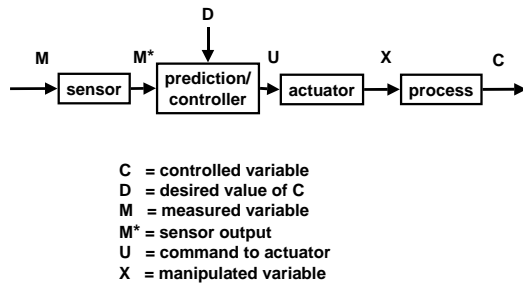 D
M M* U X C
sensor prediction/ controller actuator process
C = controlled variable
D = desired value of C
M = measured variable
M* = sensor output
U = command to actuator
X = manipulated variable